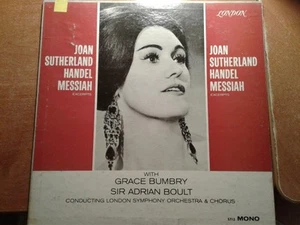 LONDON
JOAN
SUTHERLAND
HANDEL
MESSIAH
(EXCERPTS)
JOAN
SUTHERLAND
HANDEL
MESSIAH
(EXCERPTS)
WITH
GRACE BUMBRY
SIR ADRIAN BOULT
CONDUCTING LONDON SYMPHONY ORCHESTRA & CHORUS
MONO